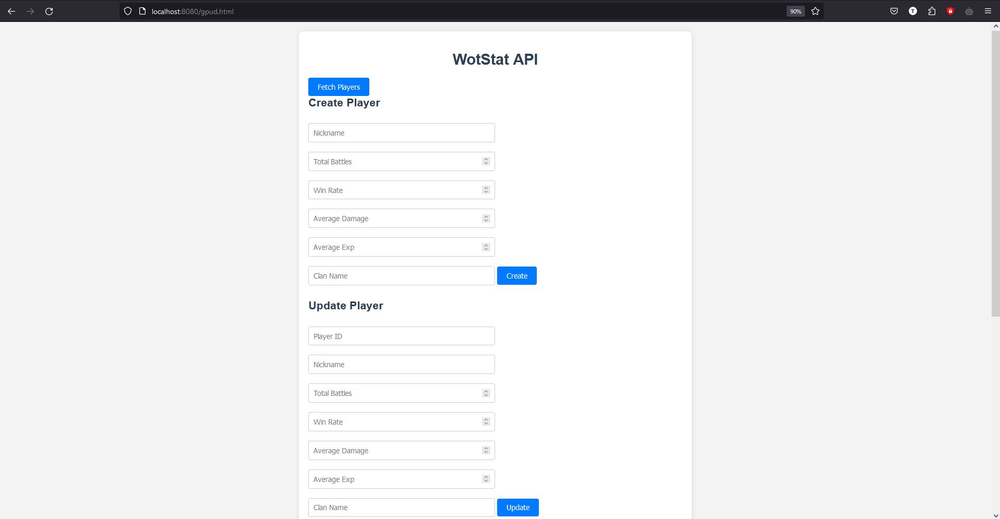 localhost:8080/gpud.html
90%
T
WotStat API
Fetch Players
Create Player
Nickname
Total Battles
Win Rate
Average Damage
Average Exp
Clan Name
Create
Update Player
Player ID
Nickname
Total Battles
Win Rate
Average Damage
Average Exp
Clan Name
Update